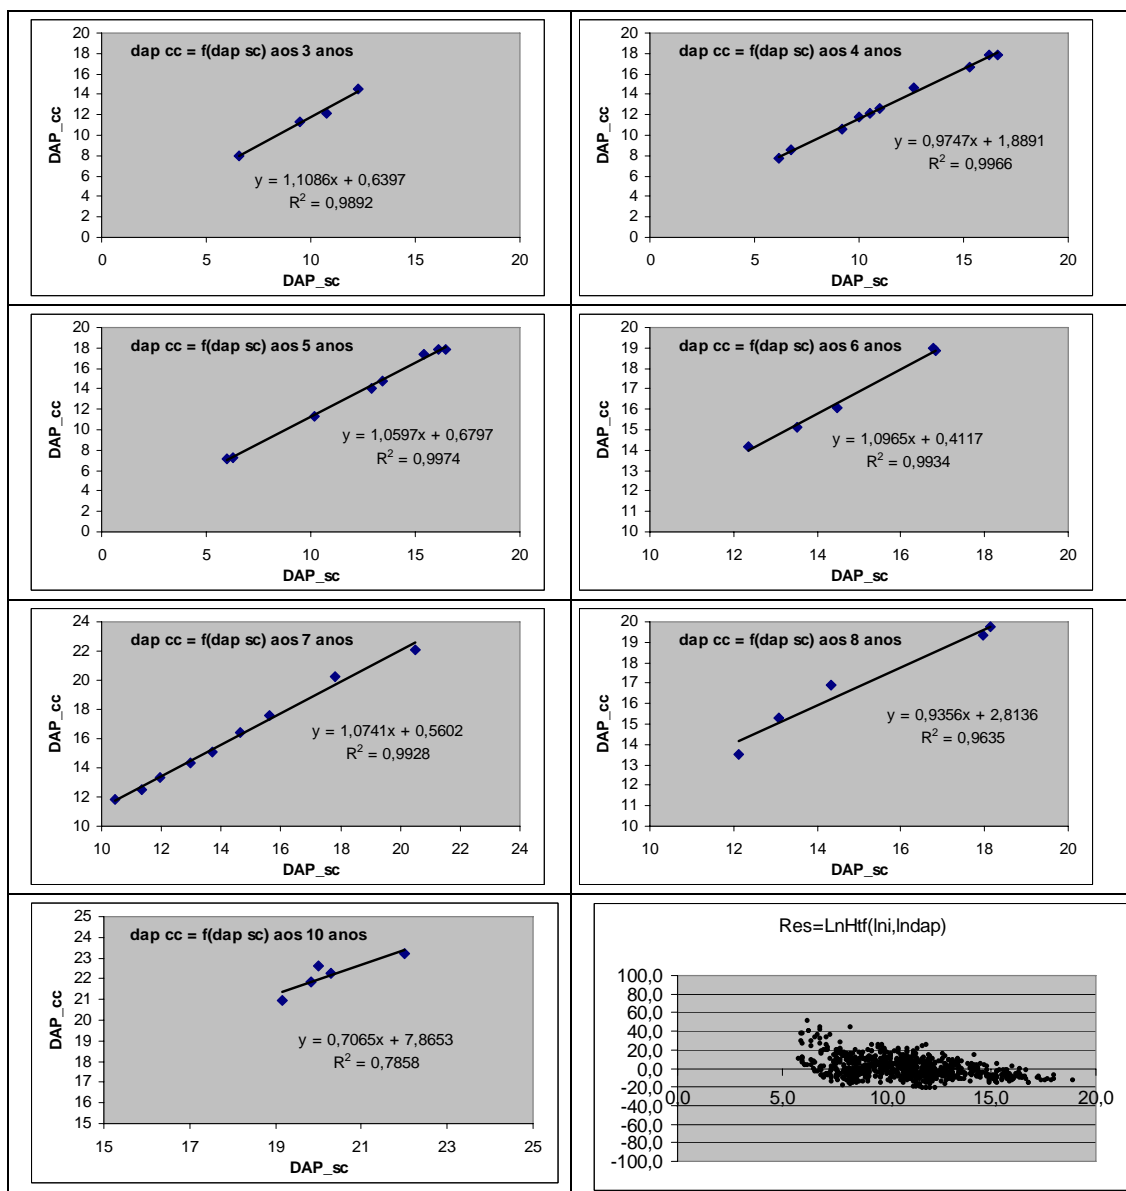 dap cc = f(dap sc) aos 3 anos
20
18
16
14
12
10
8
6
4
2
0
DAP_cc
y = 1,1086x + 0,6397
R² = 0,9892
0 5 10 15 20
DAP_sc
dap cc = f(dap sc) aos 4 anos
20
18
16
14
12
10
8
6
4
2
0
DAP_cc
y = 0,9747x + 1,8891
R² = 0,9966
0 5 10 15 20
DAP_sc
dap cc = f(dap sc) aos 5 anos
20
18
16
14
12
10
8
6
4
2
0
DAP_cc
y = 1,0597x + 0,6797
R² = 0,9974
0 5 10 15 20
DAP_sc
dap cc = f(dap sc) aos 6 anos
20
19
18
17
16
15
14
13
12
11
10
DAP_cc
y = 1,0965x + 0,4117
R² = 0,9934
10 12 14 16 18 20
DAP_sc
dap cc = f(dap sc) aos 7 anos
24
22
20
18
16
14
12
10
DAP_cc
y = 1,0741x + 0,5602
R² = 0,9928
10 12 14 16 18 20 22 24
DAP_sc
dap cc = f(dap sc) aos 8 anos
20
19
18
17
16
15
14
13
12
11
10
DAP_cc
y = 0,9356x + 2,8136
R² = 0,9635
10 12 14 16 18 20
DAP_sc
dap cc = f(dap sc) aos 10 anos
25
24
23
22
21
20
19
18
17
16
15
DAP_cc
y = 0,7065x + 7,8653
R² = 0,7858
15 17 19 21 23 25
DAP_sc
Res=LnHtf(lni,lndap)
100,0
80,0
60,0
40,0
20,0
0,0
-20,0
-40,0
-60,0
-80,0
-100,0
0,0 5,0 10,0 15,0 20,0